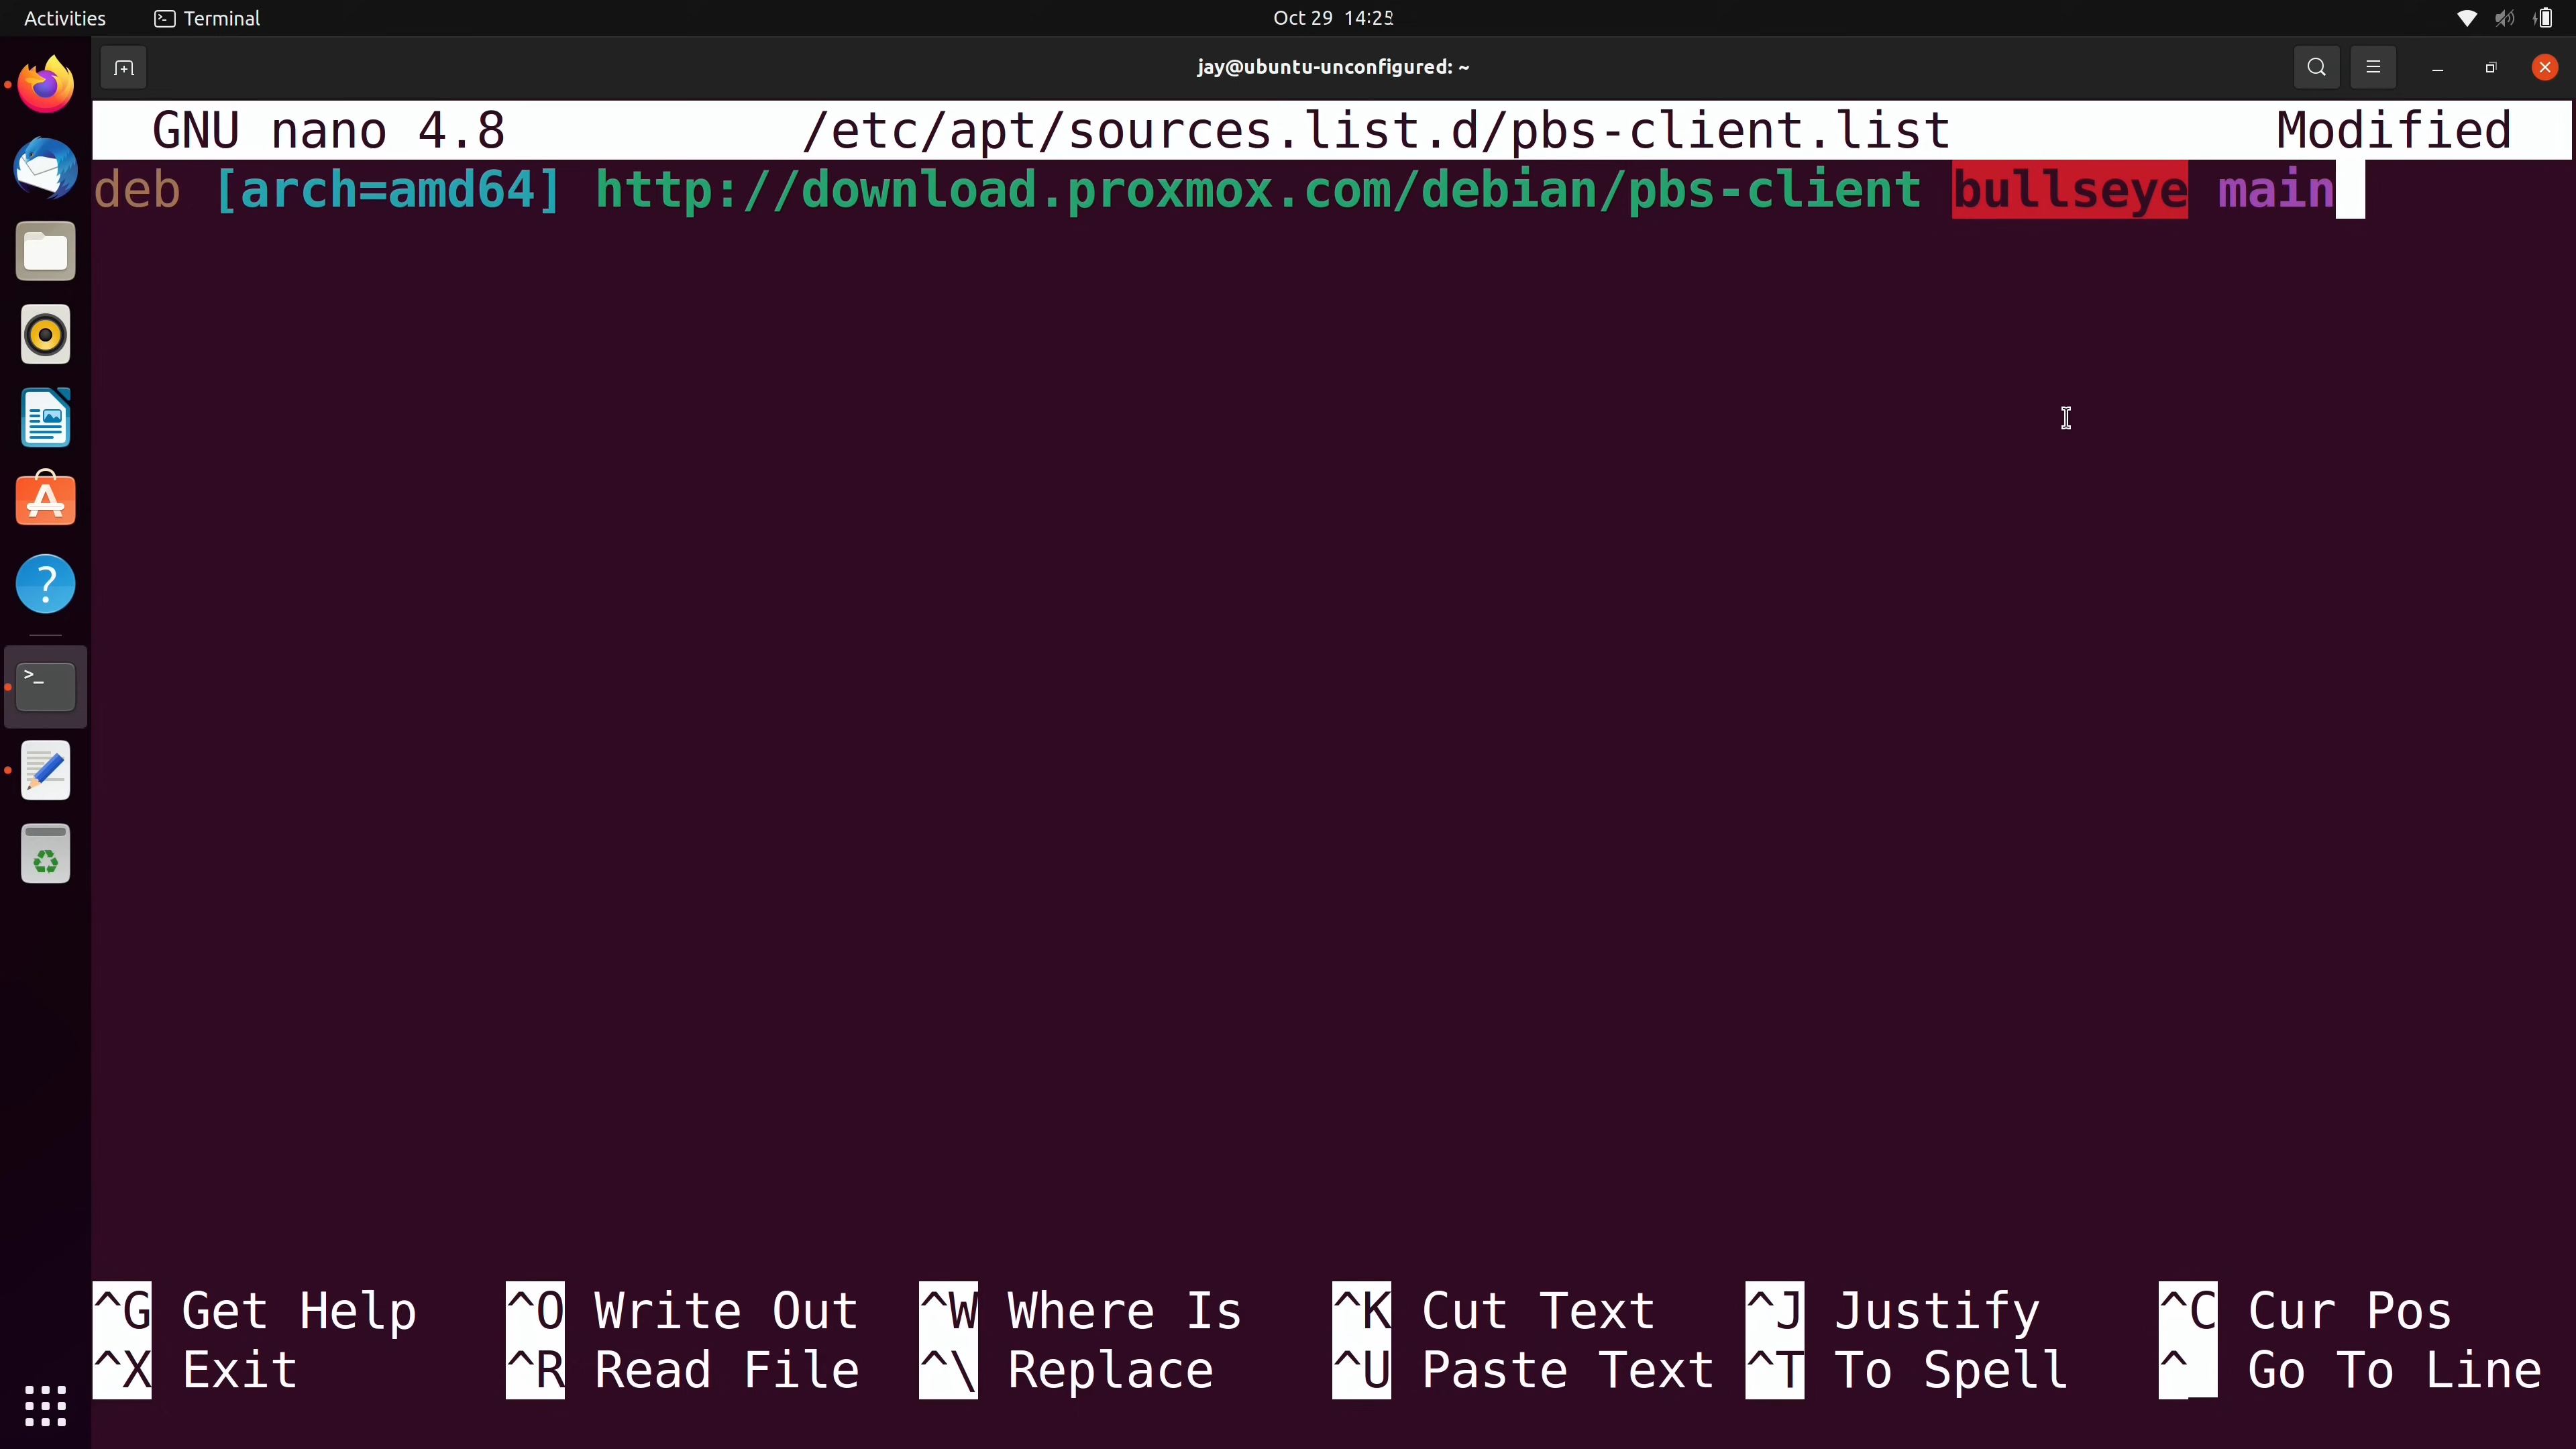 Activities Terminal Oct 29 14:25
jay@ubuntu-unconfigured: ~
GNU nano 4.8 /etc/apt/sources.list.d/pbs-client.list Modified
deb [arch=amd64] http://download.proxmox.com/debian/pbs-client bullseye main
^G Get Help ^O Write Out ^W Where Is ^K Cut Text ^J Justify ^C Cur Pos
^X Exit ^R Read File ^\ Replace ^U Paste Text ^T To Spell ^_ Go To Line